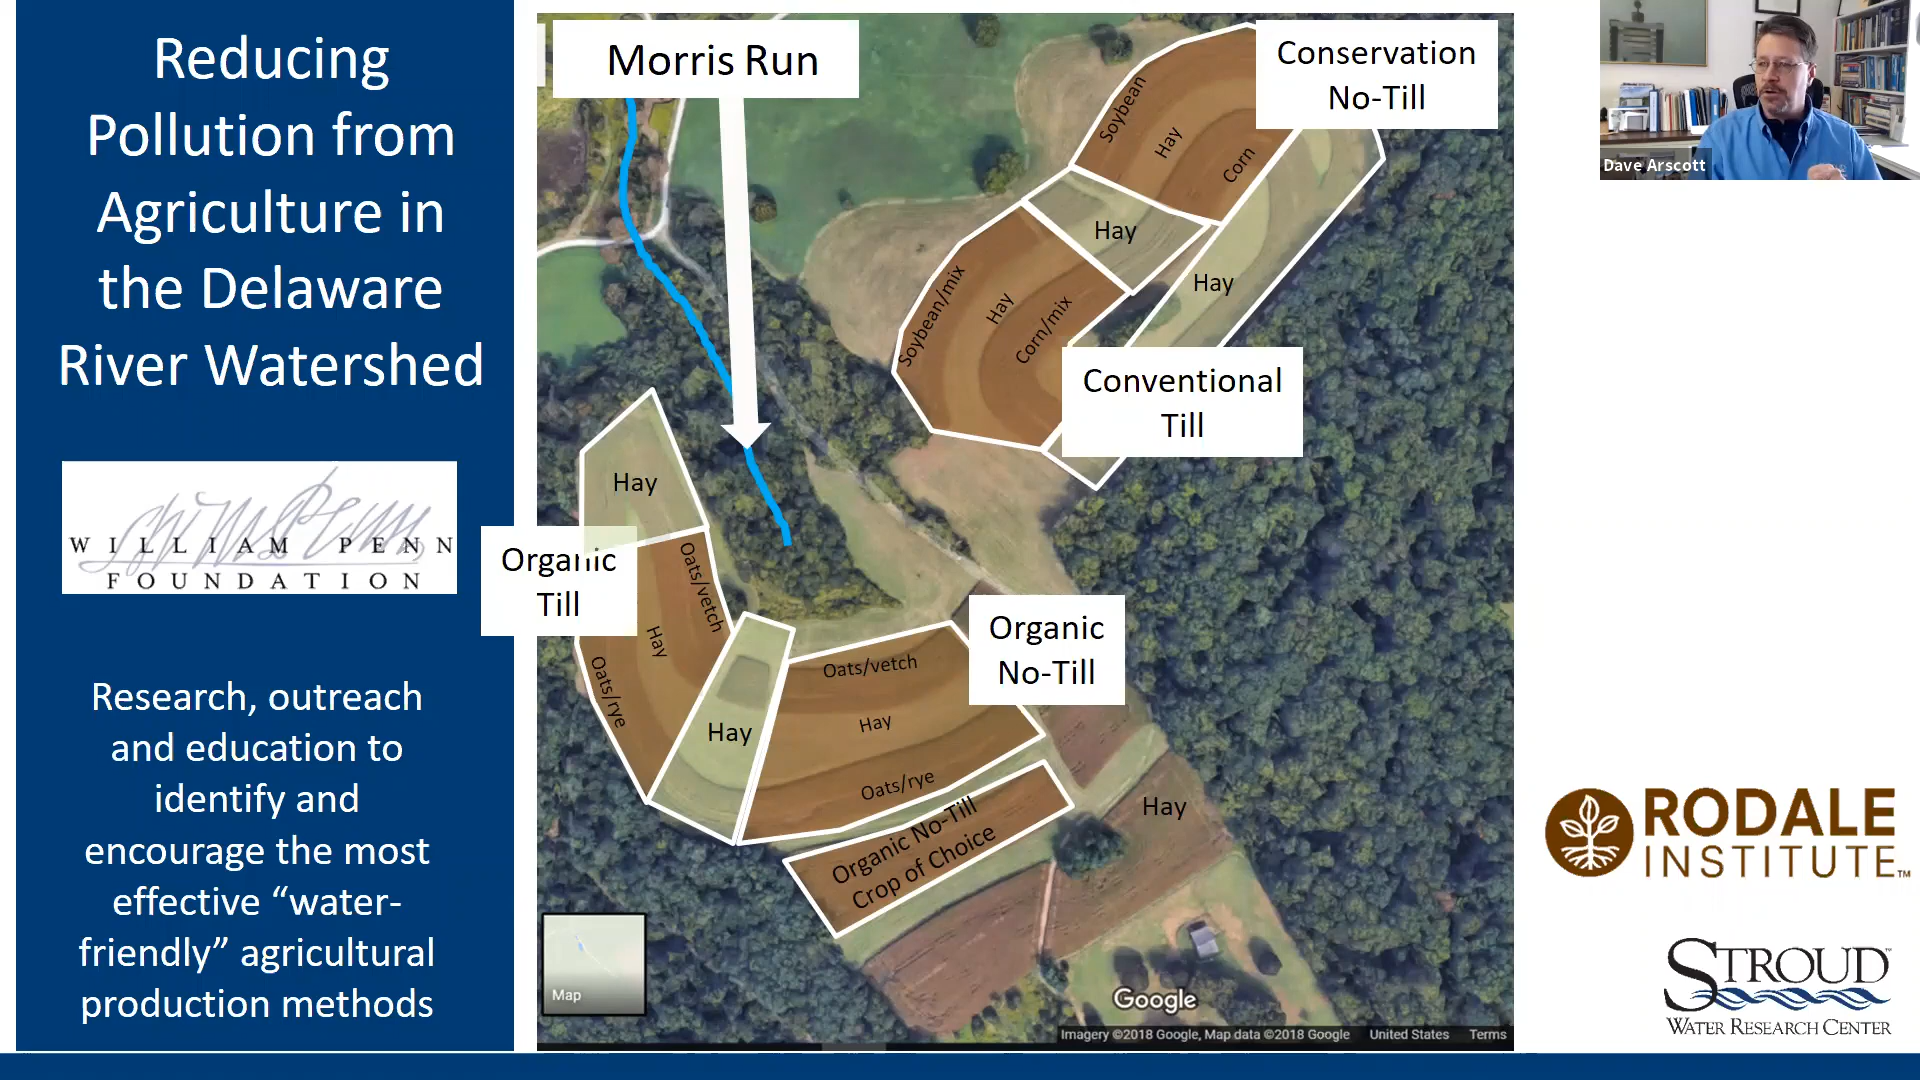 Reducing
Pollution from
Agriculture in
the Delaware
River Watershed
WILLIAM PENN
FOUNDATION
Research, outreach
and education to
identify and
encourage the most
effective “water-
friendly” agricultural
production methods
Morris Run
Conservation
No-Till
Soybean
Hay
Corn
Hay
Hay
Soybean/mix
Hay
Corn/mix
Conventional
Till
Hay
Organic
Till
Oats/vetch
Hay
Oats/rye
Hay
Organic
No-Till
Oats/vetch
Hay
Oats/rye
Organic No-Till
Crop of Choice
Hay
Map
Google
Imagery ©2018 Google, Map data ©2018 Google United States Terms
Dave Arscott
RODALE
INSTITUTE™
STROUD™
WATER RESEARCH CENTER